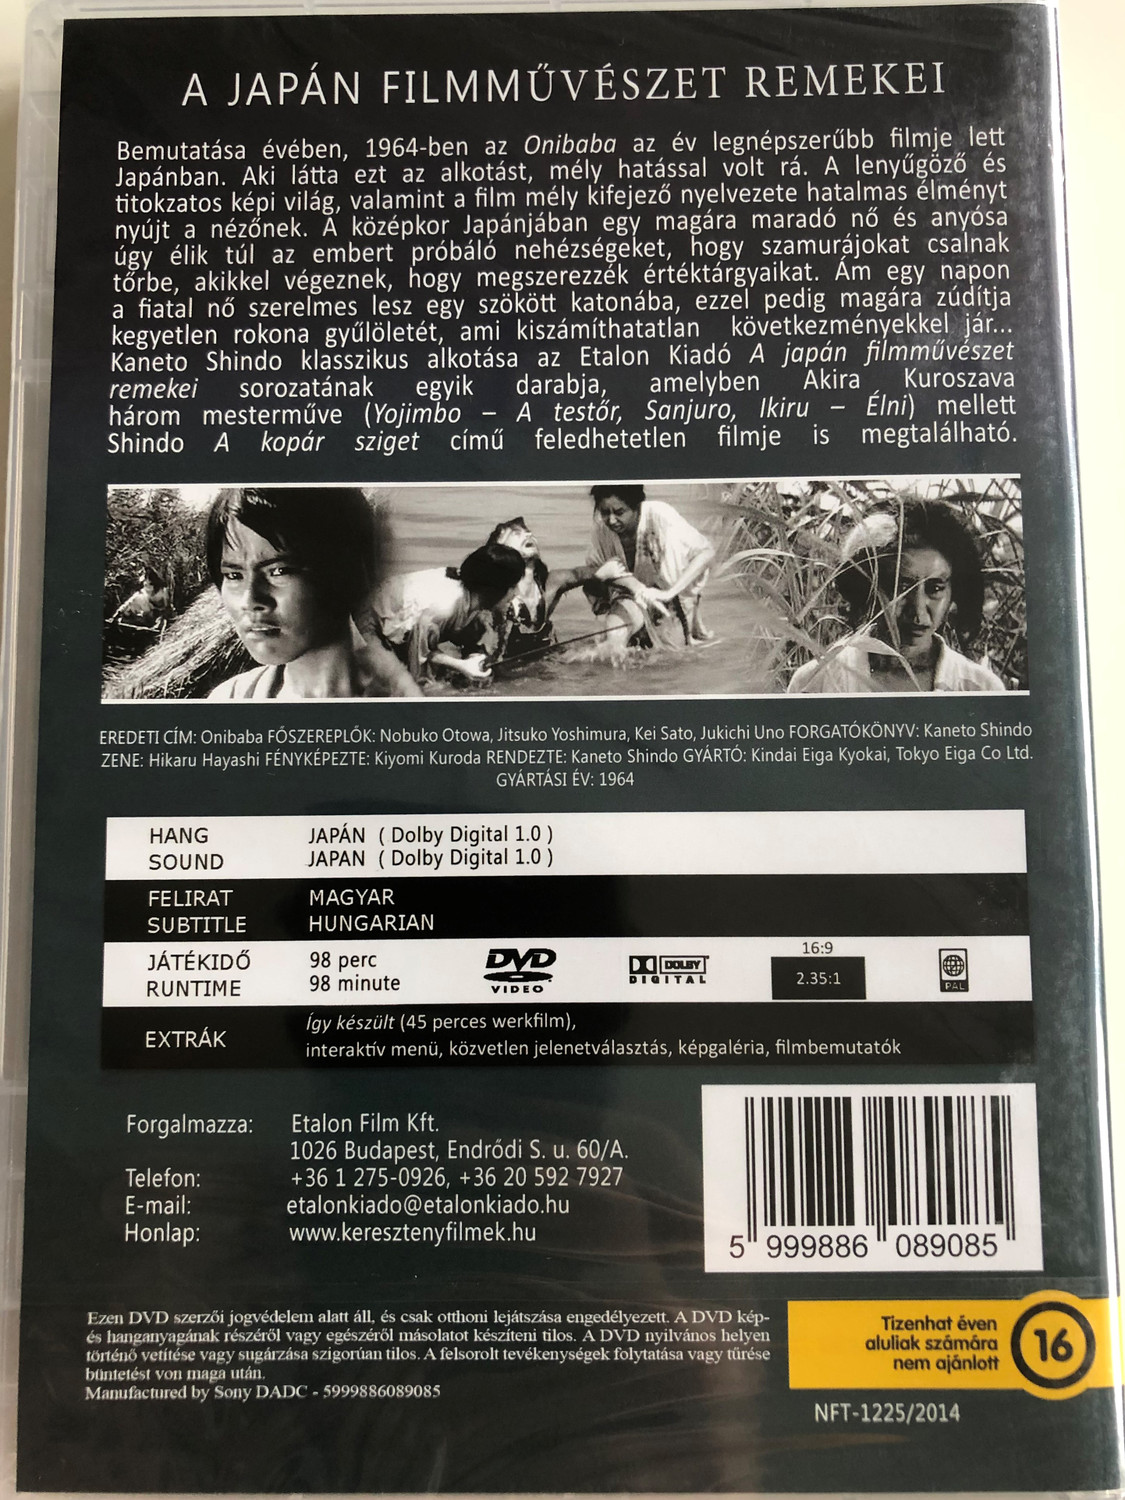 A JAPÁN FILMMŰVÉSZET REMEKEI
Bemutatása évében, 1964-ben az Onibaba az év legnépszerűbb filmje lett
Japánban. Aki látta ezt az alkotást, mély hatással volt rá. A lenyűgöző és
titokzatos képi világ, valamint a film mély kifejező nyelvezete hatalmas élményt
nyújt a nézőnek. A középkor Japánjában egy magára maradó nő és anyósa
úgy élik túl az embert próbáló nehézségeket, hogy szamurájokat csalnak
tőrbe, akikkel végeznek, hogy megszerezzék értéktárgyaikat. Ám egy napon
a fiatal nő szerelmes lesz egy szökött katonába, ezzel pedig magára zúdítja
kegyetlen rokona gyűlöletét, ami kiszámíthatatlan következményekkel jár...
Kaneto Shindo klasszikus alkotása az Etalon Kiadó A japán filmművészet
remekei sorozatának egyik darabja, amelyben Akira Kuroszava
három mesterműve (Yojimbo – A testőr, Sanjuro, Ikiru – Élni) mellett
Shindo A kopár sziget című feledhetetlen filmje is megtalálható.
EREDETI CÍM: Onibaba FŐSZEREPLŐK: Nobuko Otowa, Jitsuko Yoshimura, Kei Sato, Jukichi Uno FORGATÓKÖNYV: Kaneto Shindo
ZENE: Hikaru Hayashi FÉNYKÉPEZTE: Kiyomi Kuroda RENDEZTE: Kaneto Shindo GYÁRTÓ: Kindai Eiga Kyokai, Tokyo Eiga Co Ltd.
GYÁRTÁSI ÉV: 1964
HANG JAPÁN ( Dolby Digital 1.0 )
SOUND JAPAN ( Dolby Digital 1.0 )
FELIRAT MAGYAR
SUBTITLE HUNGARIAN
JÁTÉKIDŐ 98 perc
RUNTIME 98 minute
DVD
VIDEO
DOLBY
DIGITAL
16:9
2.35:1
PAL
EXTRÁK
Így készült (45 perces werkfilm),
interaktív menü, közvetlen jelenetválasztás, képgaléria, filmbemutatók
Forgalmazza: Etalon Film Kft.
1026 Budapest, Endrődi S. u. 60/A.
Telefon: +36 1 275-0926, +36 20 592 7927
E-mail: etalonkiado@etalonkiado.hu
Honlap: www.keresztenyfilmek.hu
5 999886 089085
Ezen DVD szerzői jogvédelem alatt áll, és csak otthoni lejátszása engedélyezett. A DVD kép-
és hanganyagának részéről vagy egészéről másolatot készíteni tilos. A DVD nyilvános helyen
történő vetítése vagy sugárzása szigorúan tilos. A felsorolt tevékenységek folytatása vagy tűrése
büntetést von maga után.
Manufactured by Sony DADC - 5999886089085
Tizenhat éven
aluliak számára
nem ajánlott
16
NFT-1225/2014